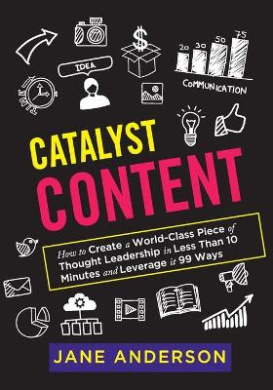 75
50
30
20
IDEA
COMMUNICATION
CATALYST
CONTENT
How to Create a World-Class Piece of
Thought Leadership in Less Than 10
Minutes and Leverage it 99 Ways
JANE ANDERSON